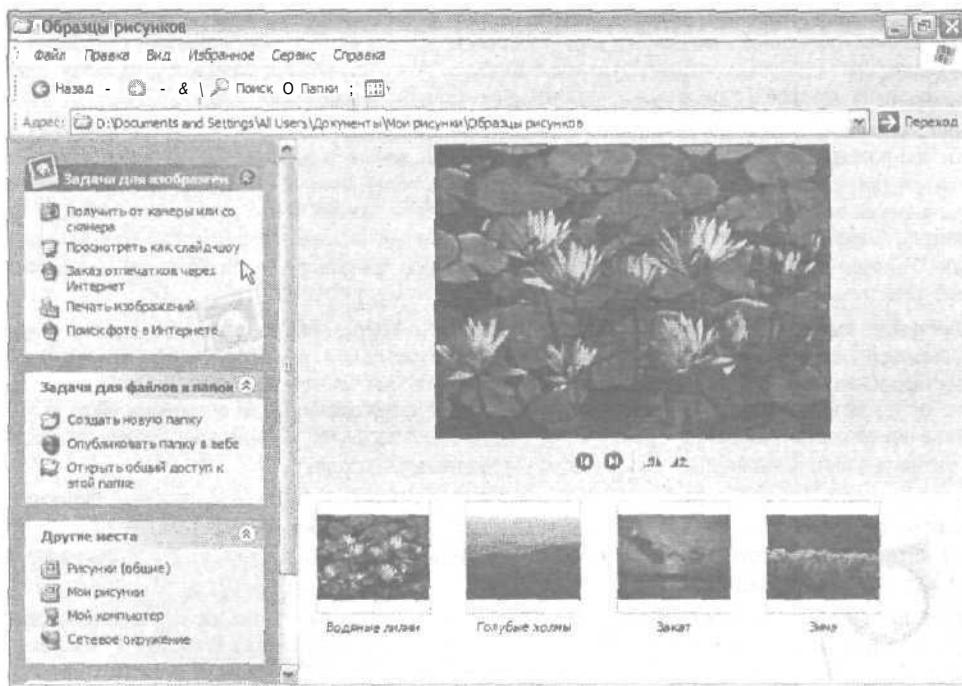 Образцы рисунков
Файл Правка Вид Избранное Сервис Справка
Назад - - & \ Поиск О Папки ;
Адрес: D:\Documents and Settings\All Users\Документы\Мои рисунки\Образцы рисунков Переход
Задачи для изображен
Получить от камеры или со
сканера
Просмотреть как слайд-шоу
Заказ отпечатков через
Интернет
Печать изображений
Поиск фото в Интернете
Задачи для файлов и папок
Создать новую папку
Опубликовать папку в вебе
Открыть общий доступ к
этой папке
Другие места
Рисунки (общие)
Мои рисунки
Мой компьютер
Сетевое окружение
Водяные лилии Голубые холмы Закат Зима